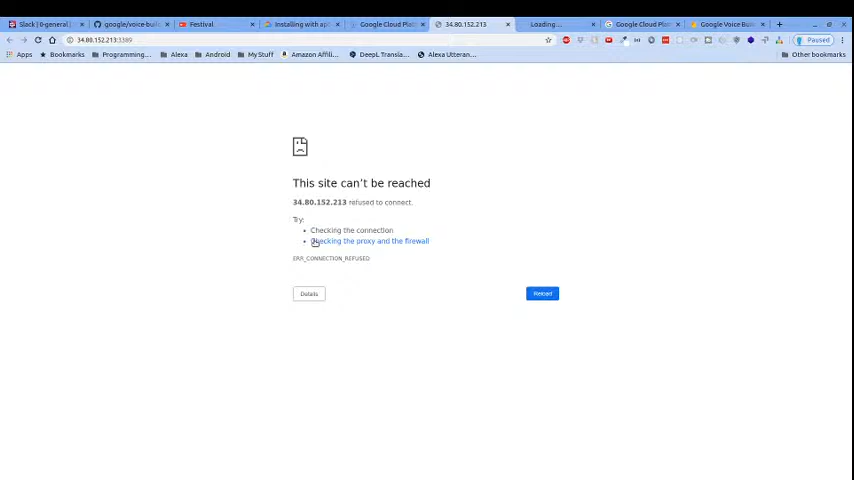 Slack | 0-general
google/voice-buil
Festival
Installing with apt
Google Cloud Plat
34.80.152.213
Loading...
Google Cloud Plat
Google Voice Buil
34.80.152.213:3389
Paused
Apps
Bookmarks
Programming...
Alexa
Android
My Stuff
Amazon Affili...
DeepL Transla...
Alexa Utteran...
Other bookmarks
This site can't be reached
34.80.152.213 refused to connect.
Try:
Checking the connection
Checking the proxy and the firewall
ERR_CONNECTION_REFUSED
Details
Reload